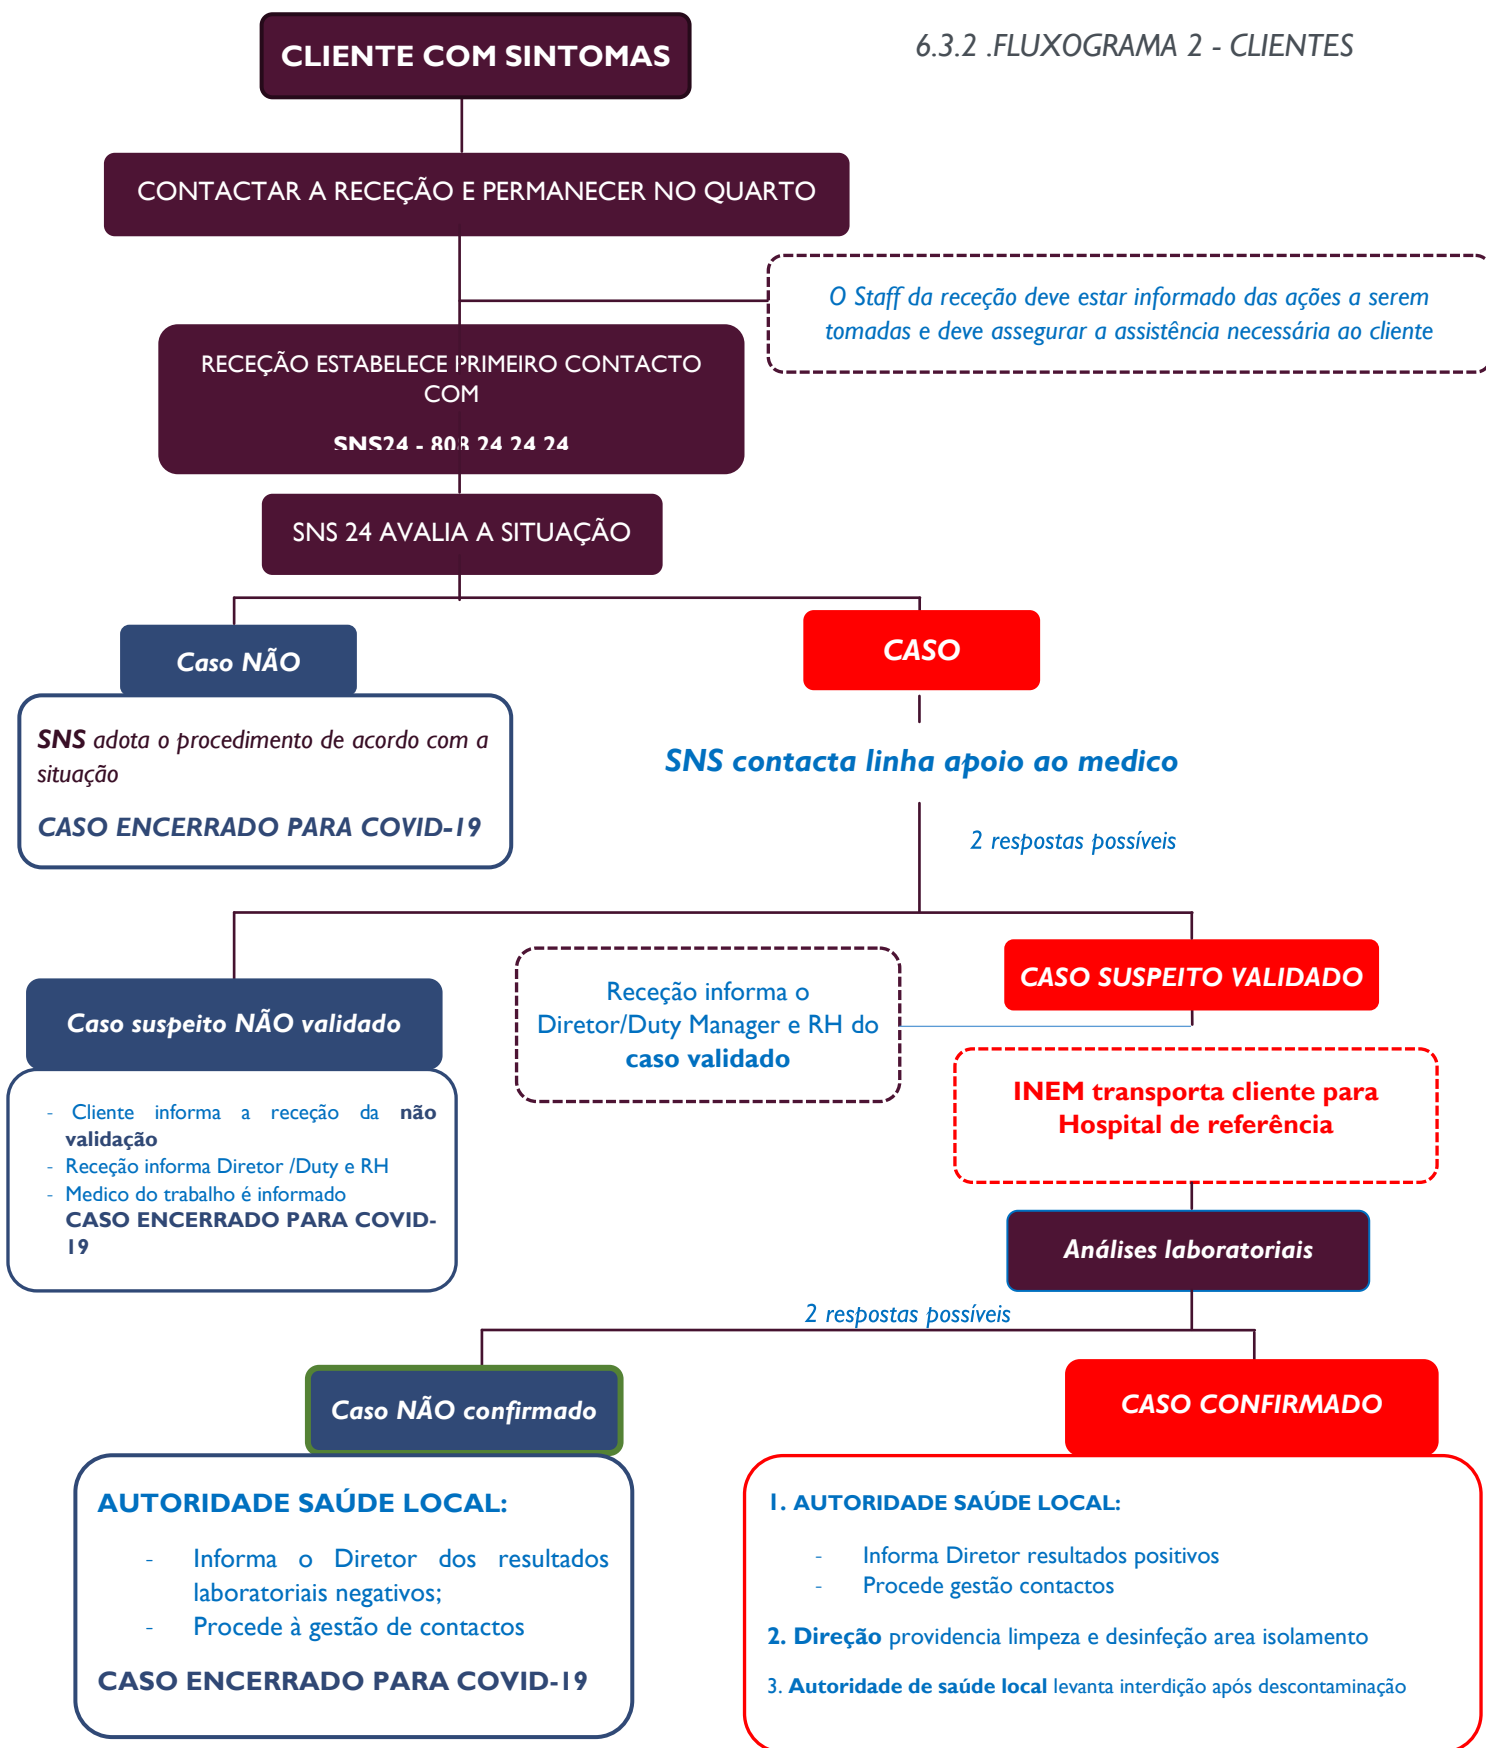 6.3.2 .FLUXOGRAMA 2 - CLIENTES
CLIENTE COM SINTOMAS
CONTACTAR A RECEÇÃO E PERMANECER NO QUARTO
O Staff da receção deve estar informado das ações a serem
tomadas e deve assegurar a assistência necessária ao cliente
RECEÇÃO ESTABELECE PRIMEIRO CONTACTO
COM
SNS24 - 808 24 24 24
SNS 24 AVALIA A SITUAÇÃO
Caso NÃO
SNS adota o procedimento de acordo com a
situação
CASO ENCERRADO PARA COVID-19
CASO
SNS contacta linha apoio ao medico
2 respostas possíveis
Caso suspeito NÃO validado
- Cliente informa a receção da não
validação
- Receção informa Diretor /Duty e RH
- Medico do trabalho é informado
CASO ENCERRADO PARA COVID-
19
Receção informa o
Diretor/Duty Manager e RH do
caso validado
CASO SUSPEITO VALIDADO
INEM transporta cliente para
Hospital de referência
Análises laboratoriais
2 respostas possíveis
Caso NÃO confirmado
AUTORIDADE SAÚDE LOCAL:
- Informa o Diretor dos resultados
laboratoriais negativos;
- Procede à gestão de contactos
CASO ENCERRADO PARA COVID-19
CASO CONFIRMADO
1. AUTORIDADE SAÚDE LOCAL:
- Informa Diretor resultados positivos
- Procede gestão contactos
2. Direção providencia limpeza e desinfeção area isolamento
3. Autoridade de saúde local levanta interdição após descontaminação